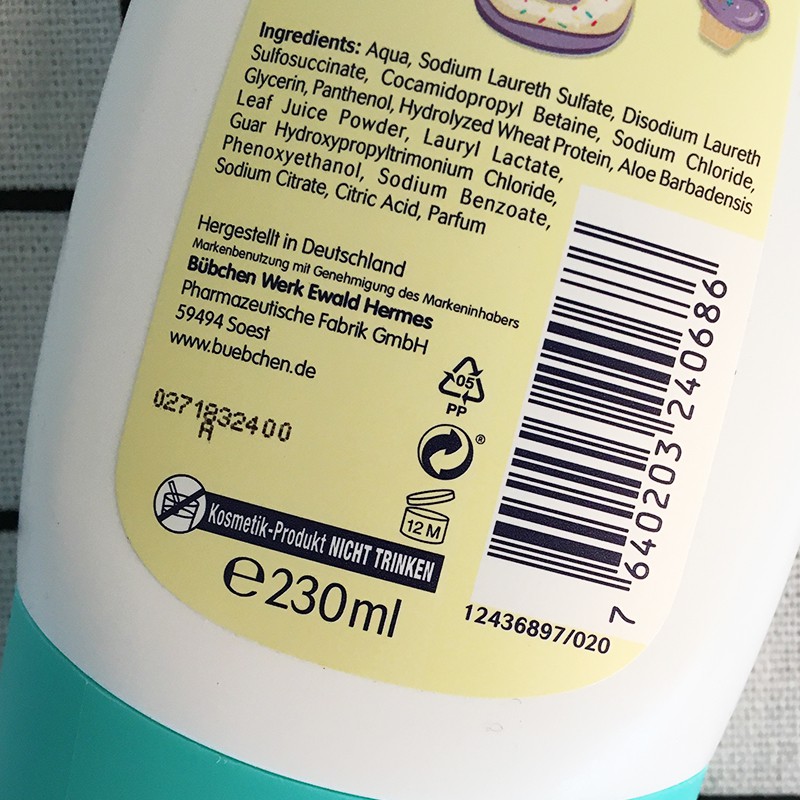 Ingredients: Aqua, Sodium Laureth Sulfate, Disodium Laureth
Sulfosuccinate, Cocamidopropyl Betaine, Sodium Chloride,
Glycerin, Panthenol, Hydrolyzed Wheat Protein, Aloe Barbadensis
Leaf Juice Powder, Lauryl Lactate,
Guar Hydroxypropyltrimonium Chloride,
Phenoxyethanol, Sodium Benzoate,
Sodium Citrate, Citric Acid, Parfum
Hergestellt in Deutschland
Markenbenutzung mit Genehmigung des Markeninhabers
Bübchen Werk Ewald Hermes
Pharmazeutische Fabrik GmbH
59494 Soest
www.buebchen.de
05
PP
0271832400
A
®
12 M
Kosmetik-Produkt NICHT TRINKEN
℮230ml
7 640203 240686
12436897/020